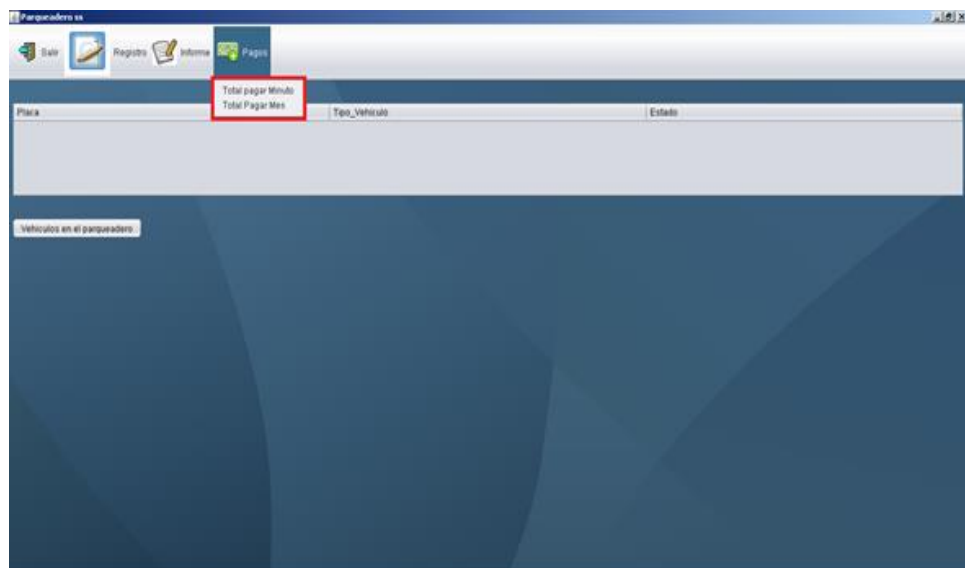 Parqueadero ss
Salir Registro Informe Pagos
Total pagar Minuto
Total Pagar Mes
Placa Tipo_Vehiculo Estado
Vehiculos en el parqueadero